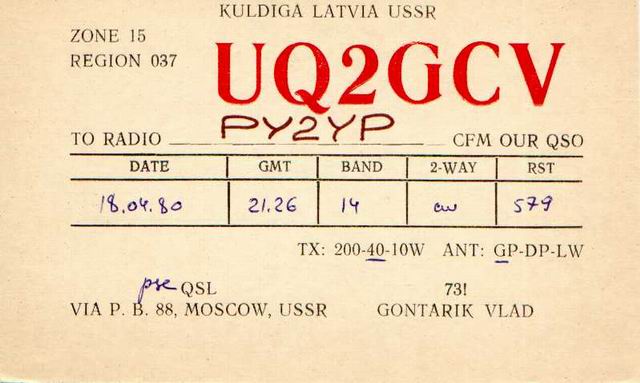 KULDIGA LATVIA USSR
ZONE 15
REGION 037
UQ2GCV
TO RADIO PY2YP CFM OUR QSO
DATE GMT BAND 2-WAY RST
18.04.80 21.26 14 cw 579
TX: 200-40-10W ANT: GP-DP-LW
pse QSL 73!
VIA P. B. 88, MOSCOW, USSR GONTARIK VLAD